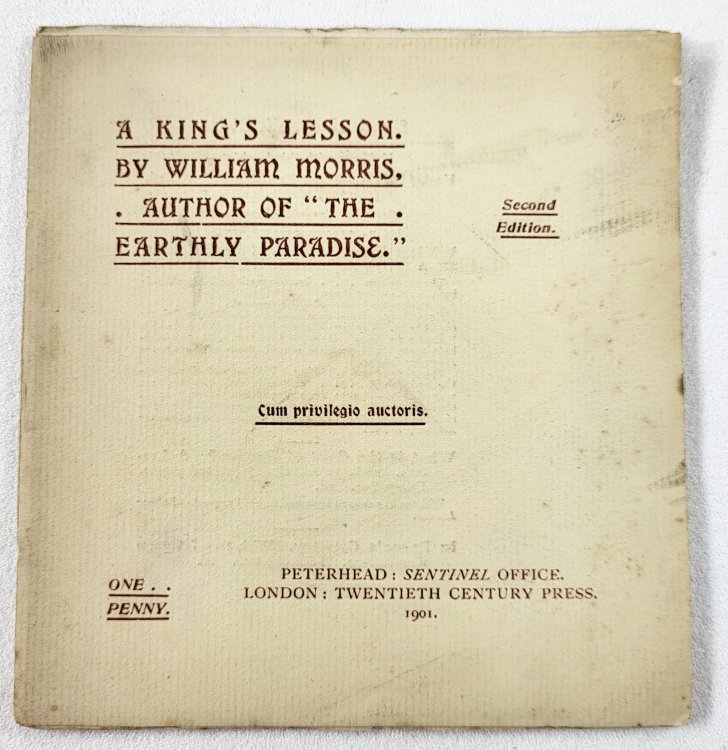 A KING'S LESSON.
BY WILLIAM MORRIS,
. AUTHOR OF "THE .
EARTHLY PARADISE."
Second
Edition.
Cum privilegio auctoris.
ONE . .
PENNY.
PETERHEAD : SENTINEL OFFICE.
LONDON : TWENTIETH CENTURY PRESS.
1901.